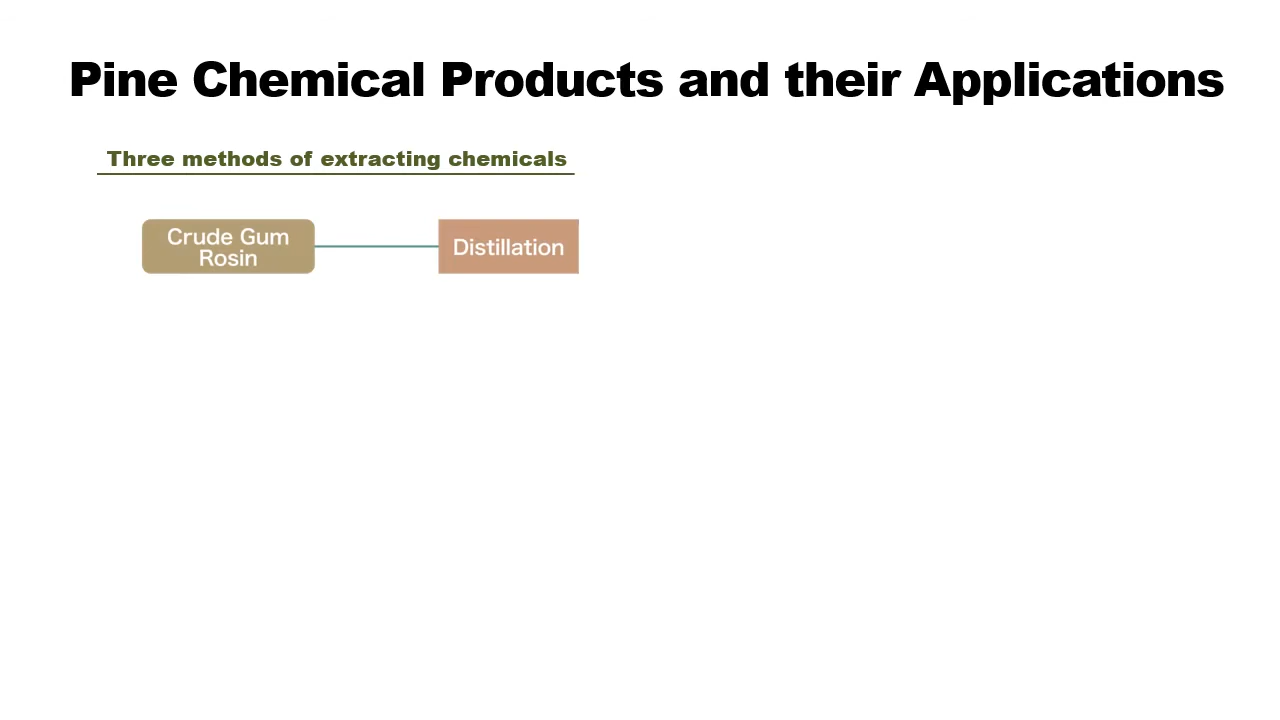 Pine Chemical Products and their Applications
Three methods of extracting chemicals
Crude Gum
Rosin
Distillation